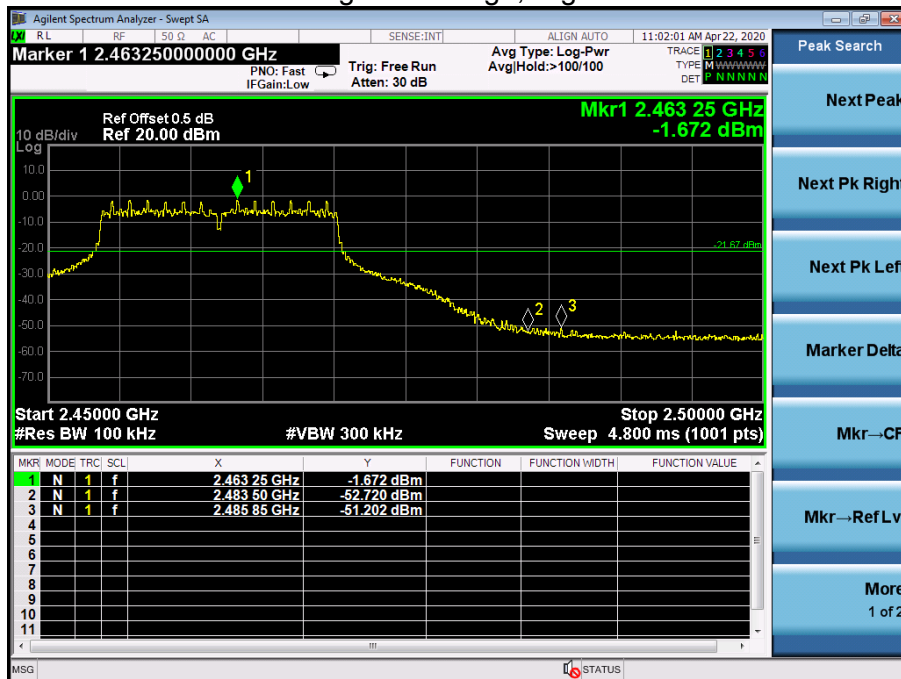 Agilent Spectrum Analyzer - Swept SA
LXI RL RF 50 Ω AC SENSE:INT ALIGN AUTO 11:02:01 AM Apr 22, 2020
Marker 1 2.463250000000 GHz
PNO: Fast
IFGain:Low
Trig: Free Run
Atten: 30 dB
Avg Type: Log-Pwr
Avg|Hold:>100/100
TRACE 1 2 3 4 5 6
TYPE M WWWWW
DET P N N N N N
Peak Search
Next Peak
Next Pk Right
Next Pk Left
Marker Delta
Mkr→CF
Mkr→Ref Lv
More
1 of 2
Mkr1 2.463 25 GHz
-1.672 dBm
Ref Offset 0.5 dB
10 dB/div Ref 20.00 dBm
Log
10.0
0.00
-10.0
-20.0
-30.0
-40.0
-50.0
-60.0
-70.0
1
2
3
-21.67 dBm
Start 2.45000 GHz Stop 2.50000 GHz
#Res BW 100 kHz #VBW 300 kHz Sweep 4.800 ms (1001 pts)
MKR MODE TRC SCL X Y FUNCTION FUNCTION WIDTH FUNCTION VALUE
1 N 1 f 2.463 25 GHz -1.672 dBm
2 N 1 f 2.483 50 GHz -52.720 dBm
3 N 1 f 2.485 85 GHz -51.202 dBm
4
5
6
7
8
9
10
11
MSG STATUS